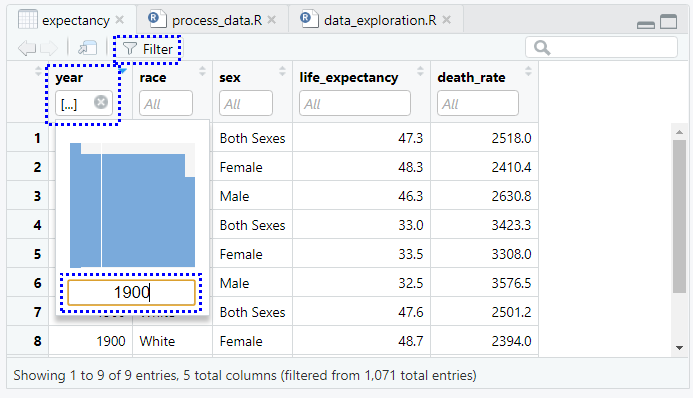 expectancy process_data.R data_exploration.R
Filter
year race sex life_expectancy death_rate
[...] All All All All
1 Both Sexes 47.3 2518.0
2 Female 48.3 2410.4
3 Male 46.3 2630.8
4 Both Sexes 33.0 3423.3
5 Female 33.5 3308.0
6 Male 32.5 3576.5
1900
7 Both Sexes 47.6 2501.2
8 1900 White Female 48.7 2394.0
Showing 1 to 9 of 9 entries, 5 total columns (filtered from 1,071 total entries)